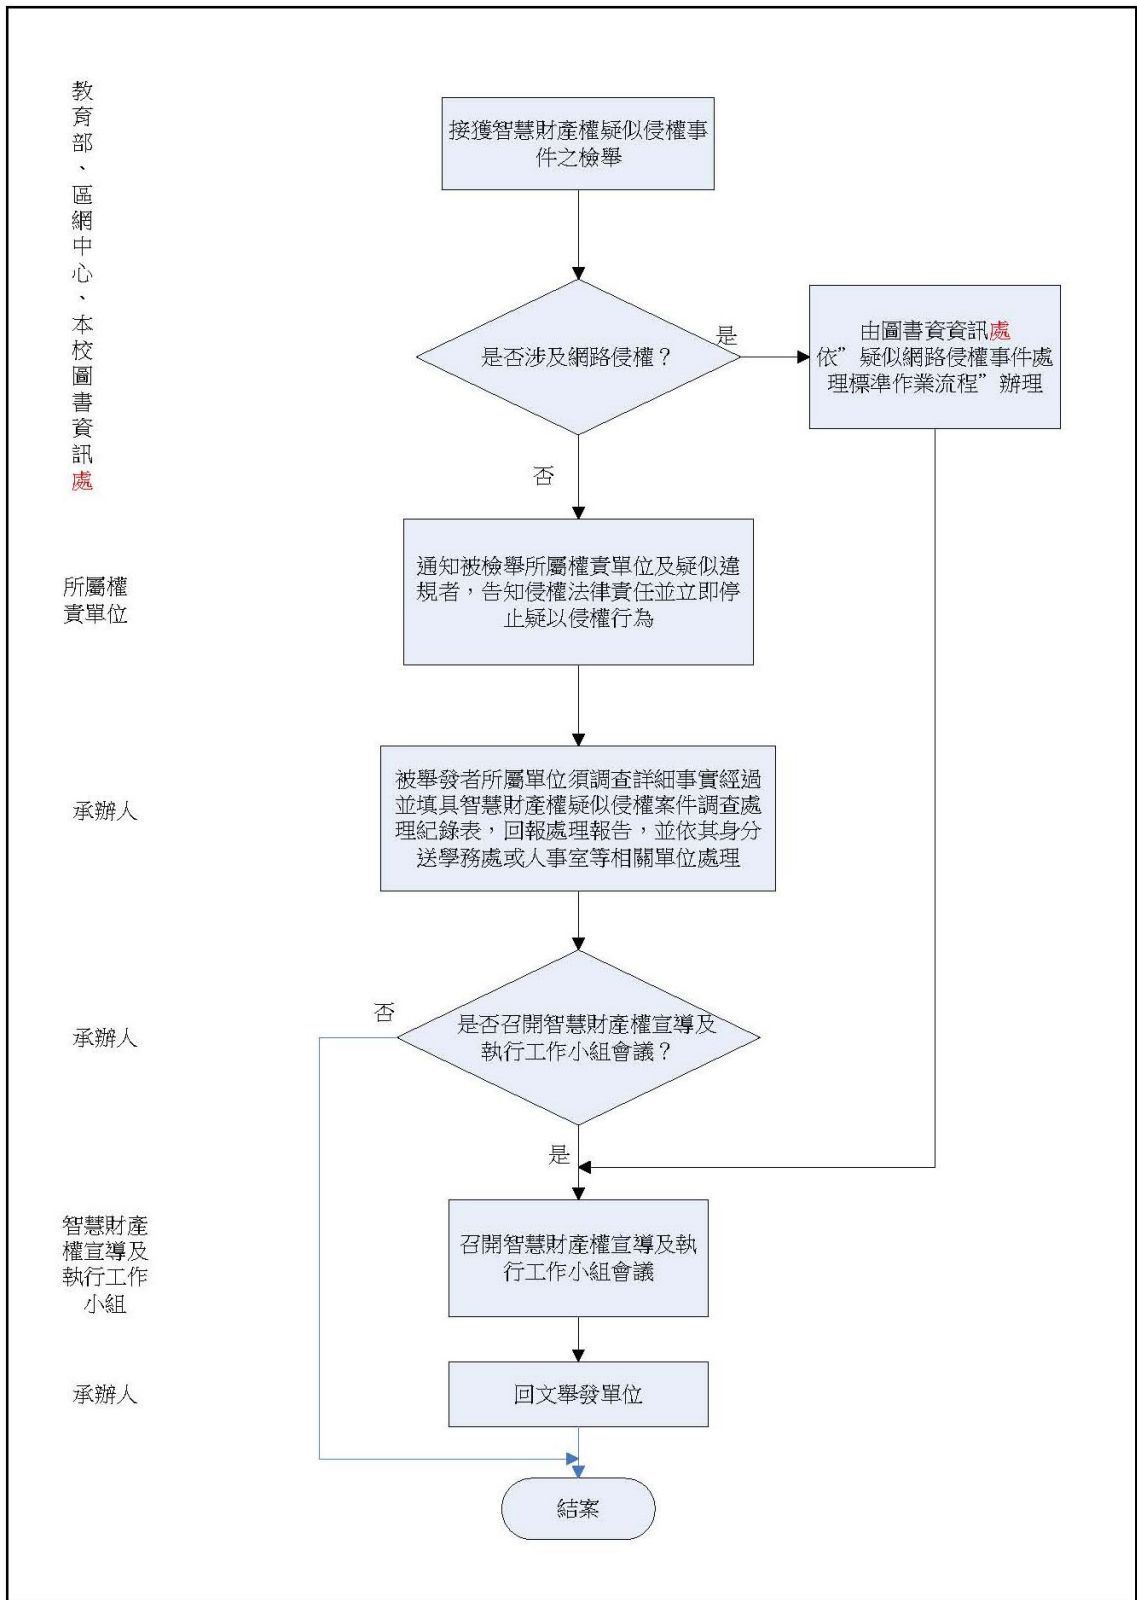 教育部、區網中心、本校圖書資訊處
接獲智慧財產權疑似侵權事
件之檢舉
是否涉及網路侵權？
是
由圖書資資訊處
依”疑似網路侵權事件處
理標準作業流程”辦理
否
所屬權
責單位
通知被檢舉所屬權責單位及疑似違
規者，告知侵權法律責任並立即停
止疑以侵權行為
承辦人
被舉發者所屬單位須調查詳細事實經過
並填具智慧財產權疑似侵權案件調查處
理紀錄表，回報處理報告，並依其身分
送學務處或人事室等相關單位處理
承辦人
否
是否召開智慧財產權宣導及
執行工作小組會議？
是
智慧財產
權宣導及
執行工作
小組
召開智慧財產權宣導及執
行工作小組會議
承辦人
回文舉發單位
結案